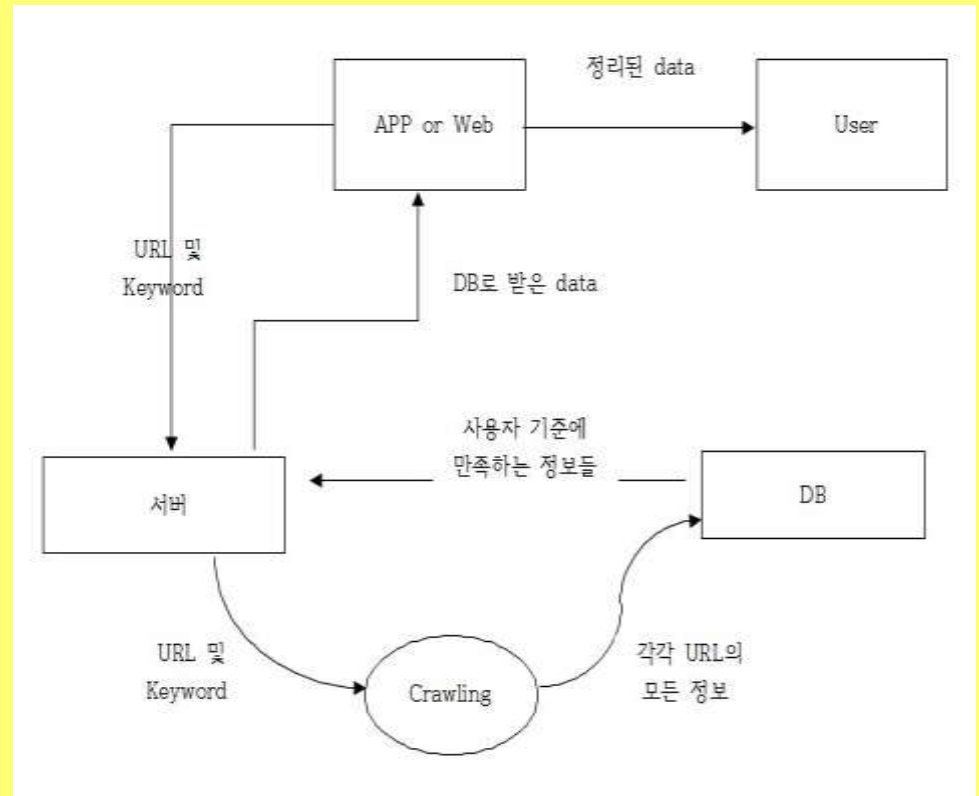 정리된 data
APP or Web
User
URL 및
Keyword
DB로 받은 data
사용자 기준에
만족하는 정보들
서버
DB
URL 및
Keyword
Crawling
각각 URL의
모든 정보